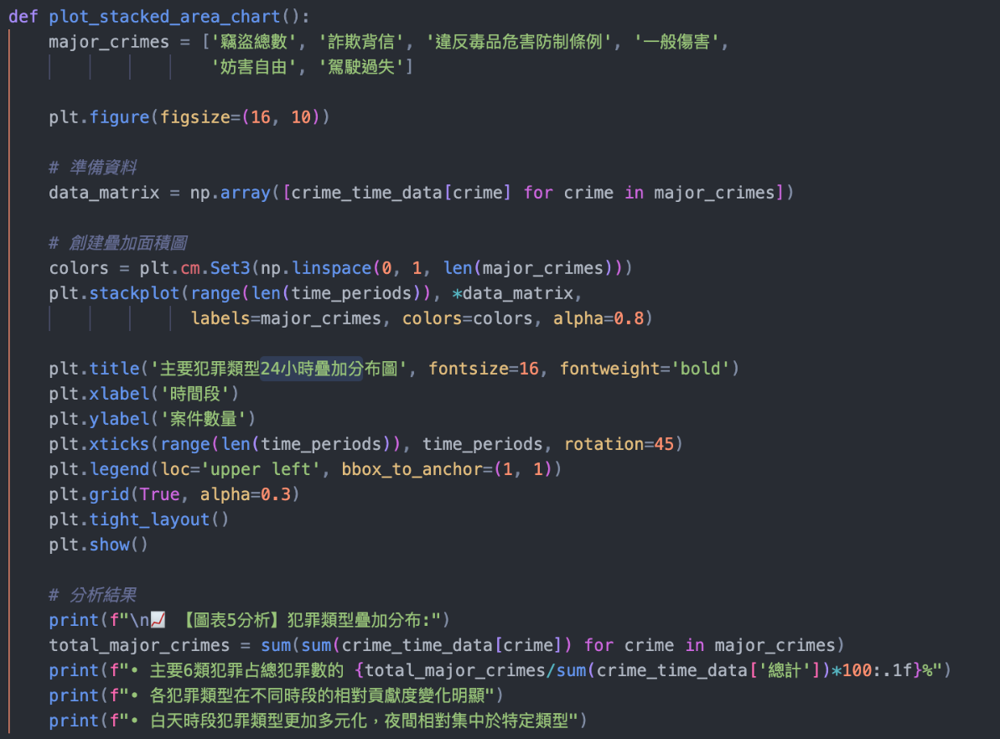 def plot_stacked_area_chart():
    major_crimes = ['竊盜總數', '詐欺背信', '違反毒品危害防制條例', '一般傷害',
                '妨害自由', '駕駛過失']

    plt.figure(figsize=(16, 10))

    # 準備資料
    data_matrix = np.array([crime_time_data[crime] for crime in major_crimes])

    # 創建疊加面積圖
    colors = plt.cm.Set3(np.linspace(0, 1, len(major_crimes)))
    plt.stackplot(range(len(time_periods)), *data_matrix,
              labels=major_crimes, colors=colors, alpha=0.8)

    plt.title('主要犯罪類型24小時疊加分布圖', fontsize=16, fontweight='bold')
    plt.xlabel('時間段')
    plt.ylabel('案件數量')
    plt.xticks(range(len(time_periods)), time_periods, rotation=45)
    plt.legend(loc='upper left', bbox_to_anchor=(1, 1))
    plt.grid(True, alpha=0.3)
    plt.tight_layout()
    plt.show()

    # 分析結果
    print(f"\n📈 【圖表5分析】犯罪類型疊加分布:")
    total_major_crimes = sum(sum(crime_time_data[crime]) for crime in major_crimes)
    print(f"• 主要6類犯罪占總犯罪數的 {total_major_crimes/sum(crime_time_data['總計'])*100:.1f}%")
    print(f"• 各犯罪類型在不同時段的相對貢獻度變化明顯")
    print(f"• 白天時段犯罪類型更加多元化，夜間相對集中於特定類型")